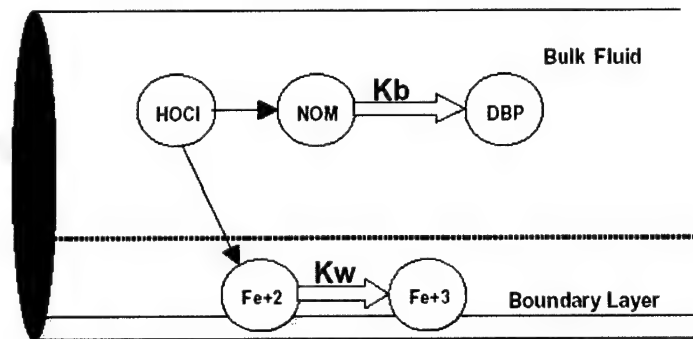 Bulk Fluid
HOCl
NOM
Kb
DBP
Fe+2
Kw
Fe+3
Boundary Layer